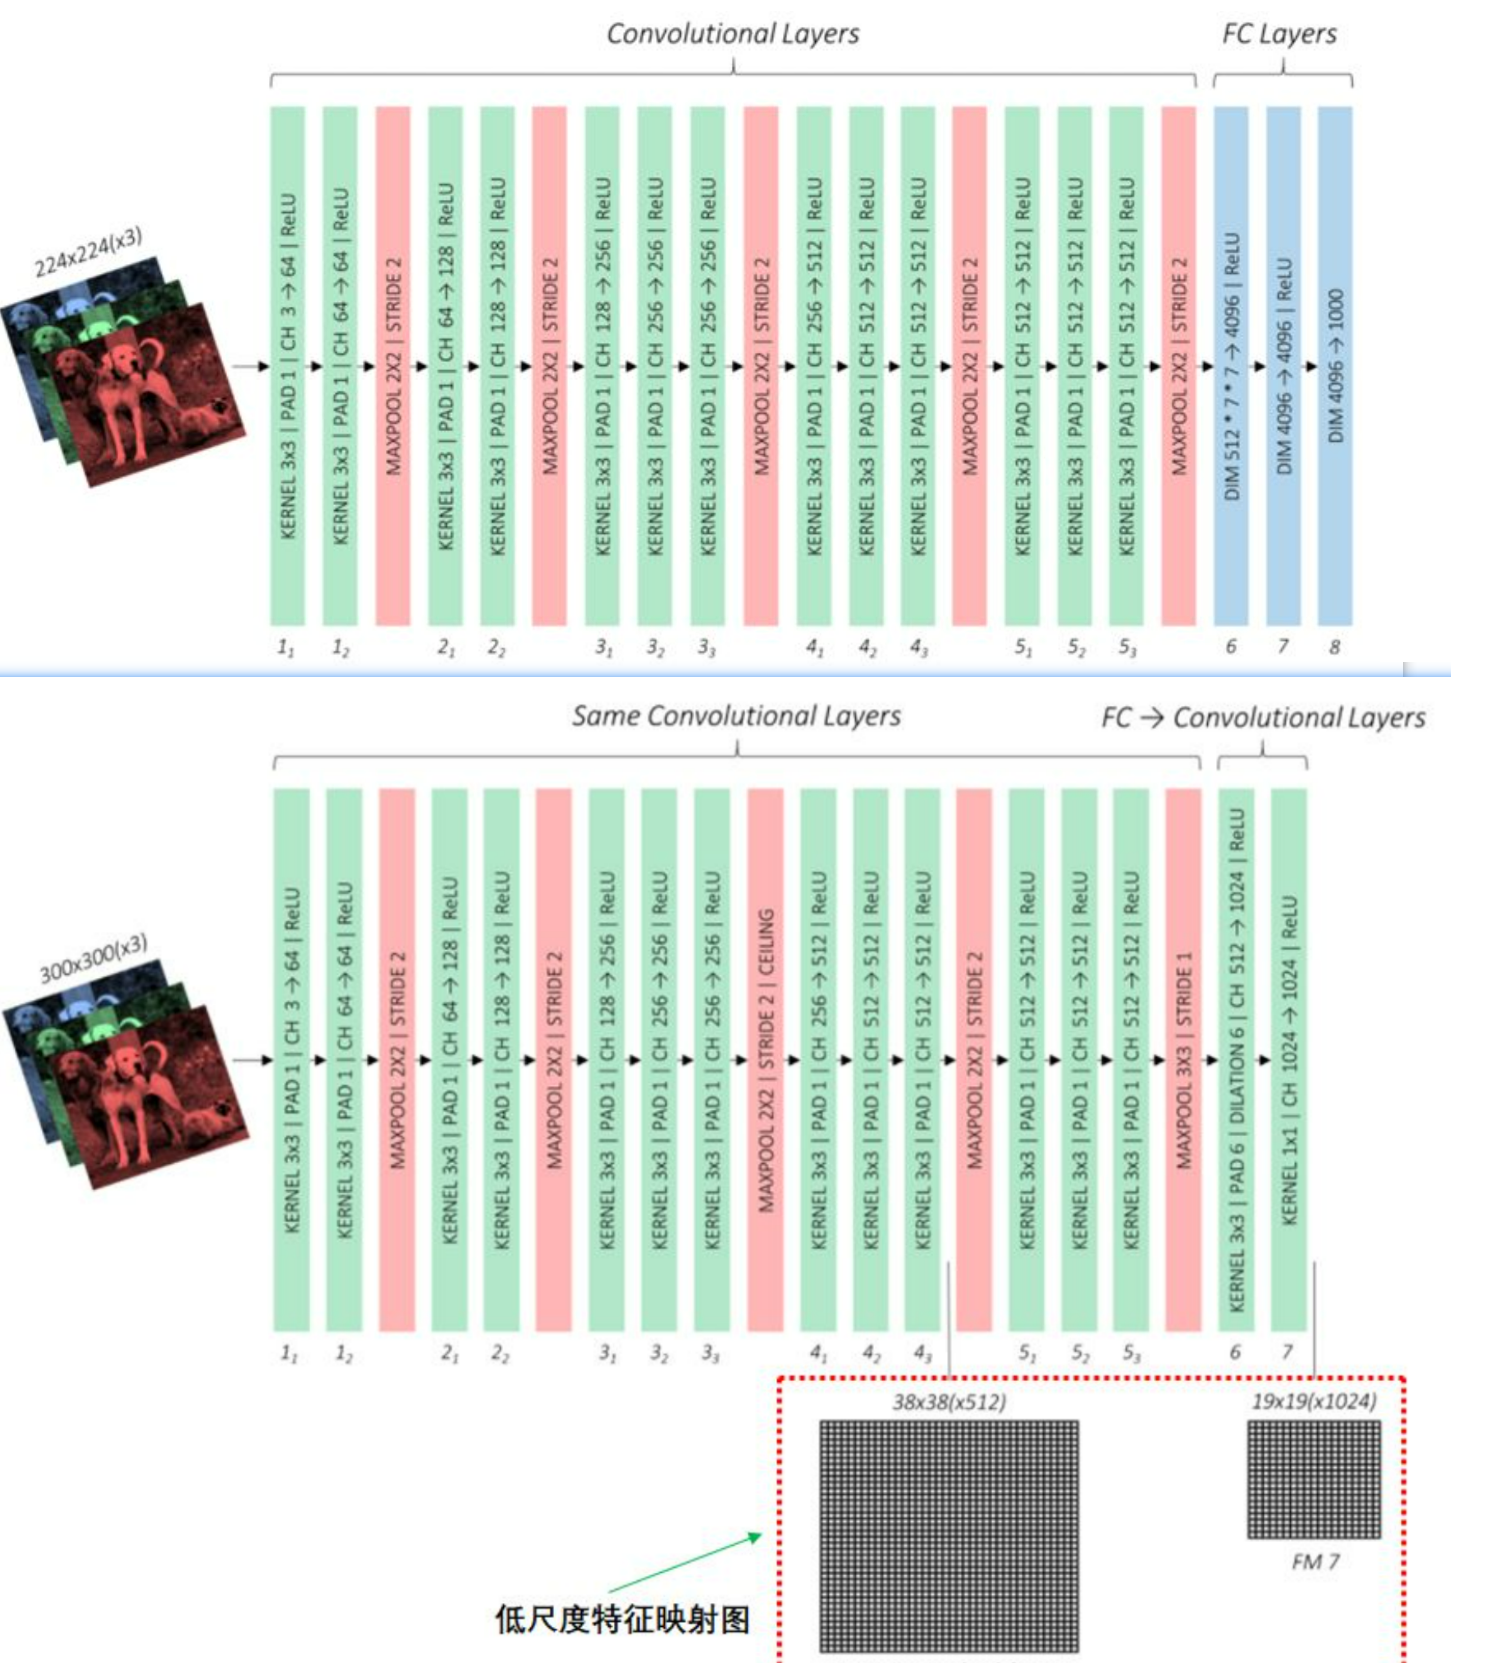 Convolutional Layers
FC Layers
224x224(x3)
KERNEL 3x3 | PAD 1 | CH 3 → 64 | ReLU
KERNEL 3x3 | PAD 1 | CH 64 → 64 | ReLU
MAXPOOL 2X2 | STRIDE 2
KERNEL 3x3 | PAD 1 | CH 64 → 128 | ReLU
KERNEL 3x3 | PAD 1 | CH 128 → 128 | ReLU
MAXPOOL 2X2 | STRIDE 2
KERNEL 3x3 | PAD 1 | CH 128 → 256 | ReLU
KERNEL 3x3 | PAD 1 | CH 256 → 256 | ReLU
KERNEL 3x3 | PAD 1 | CH 256 → 256 | ReLU
MAXPOOL 2X2 | STRIDE 2
KERNEL 3x3 | PAD 1 | CH 256 → 512 | ReLU
KERNEL 3x3 | PAD 1 | CH 512 → 512 | ReLU
KERNEL 3x3 | PAD 1 | CH 512 → 512 | ReLU
MAXPOOL 2X2 | STRIDE 2
KERNEL 3x3 | PAD 1 | CH 512 → 512 | ReLU
KERNEL 3x3 | PAD 1 | CH 512 → 512 | ReLU
KERNEL 3x3 | PAD 1 | CH 512 → 512 | ReLU
MAXPOOL 2X2 | STRIDE 2
DIM 512 * 7 * 7 → 4096 | ReLU
DIM 4096 → 4096 | ReLU
DIM 4096 → 1000
1₁ 1₂ 2₁ 2₂ 3₁ 3₂ 3₃ 4₁ 4₂ 4₃ 5₁ 5₂ 5₃ 6 7 8
Same Convolutional Layers
FC → Convolutional Layers
300x300(x3)
KERNEL 3x3 | PAD 1 | CH 3 → 64 | ReLU
KERNEL 3x3 | PAD 1 | CH 64 → 64 | ReLU
MAXPOOL 2X2 | STRIDE 2
KERNEL 3x3 | PAD 1 | CH 64 → 128 | ReLU
KERNEL 3x3 | PAD 1 | CH 128 → 128 | ReLU
MAXPOOL 2X2 | STRIDE 2
KERNEL 3x3 | PAD 1 | CH 128 → 256 | ReLU
KERNEL 3x3 | PAD 1 | CH 256 → 256 | ReLU
KERNEL 3x3 | PAD 1 | CH 256 → 256 | ReLU
MAXPOOL 2X2 | STRIDE 2 | CEILING
KERNEL 3x3 | PAD 1 | CH 256 → 512 | ReLU
KERNEL 3x3 | PAD 1 | CH 512 → 512 | ReLU
KERNEL 3x3 | PAD 1 | CH 512 → 512 | ReLU
MAXPOOL 2X2 | STRIDE 2
KERNEL 3x3 | PAD 1 | CH 512 → 512 | ReLU
KERNEL 3x3 | PAD 1 | CH 512 → 512 | ReLU
KERNEL 3x3 | PAD 1 | CH 512 → 512 | ReLU
MAXPOOL 3X3 | STRIDE 1
KERNEL 3x3 | PAD 6 | DILATION 6 | CH 512 → 1024 | ReLU
KERNEL 1x1 | CH 1024 → 1024 | ReLU
1₁ 1₂ 2₁ 2₂ 3₁ 3₂ 3₃ 4₁ 4₂ 4₃ 5₁ 5₂ 5₃ 6 7
38x38(x512)
19x19(x1024)
FM 7
低尺度特征映射图